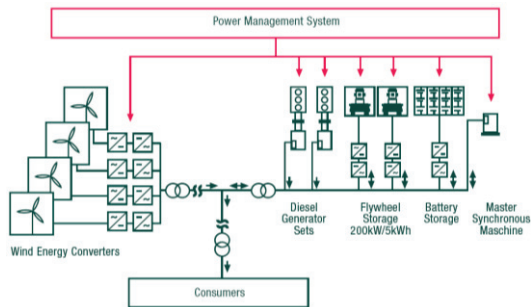 Power Management System
Wind Energy Converters
Diesel
Generator
Sets
Flywheel
Storage
200kW/5kWh
Battery
Storage
Master
Synchronous
Maschine
Consumers